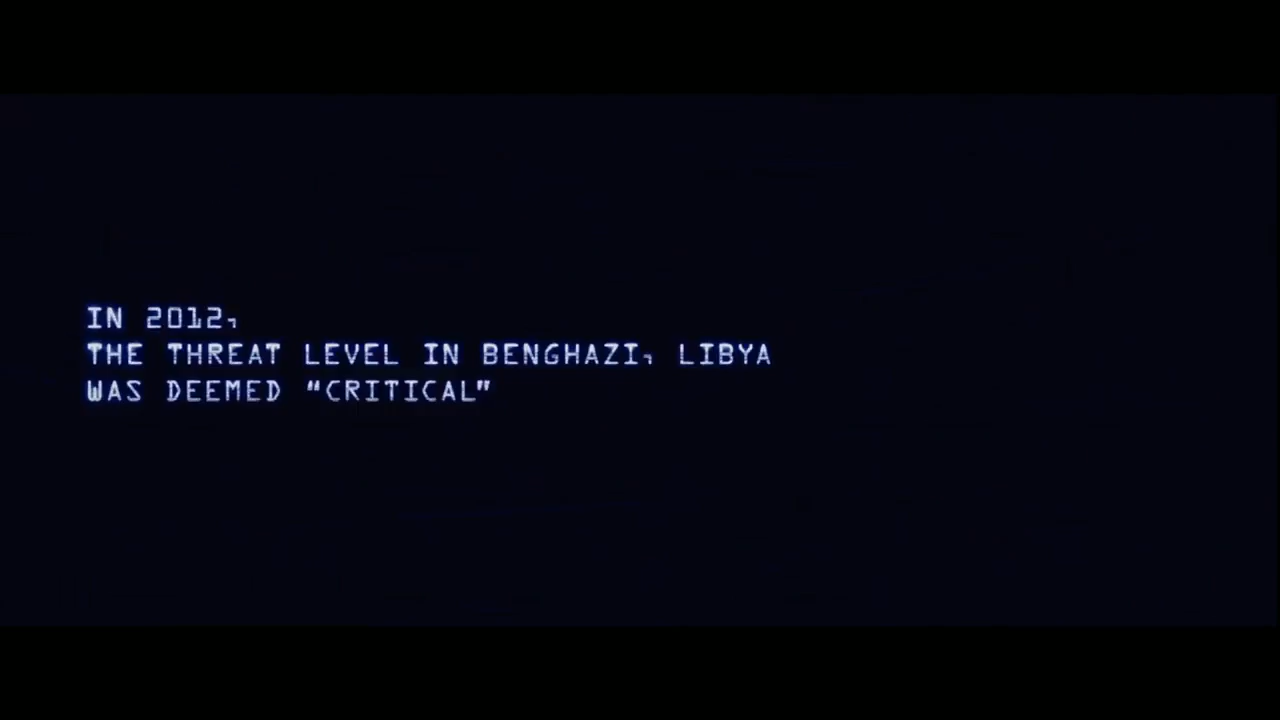 IN 2012,
THE THREAT LEVEL IN BENGHAZI, LIBYA
WAS DEEMED “CRITICAL”